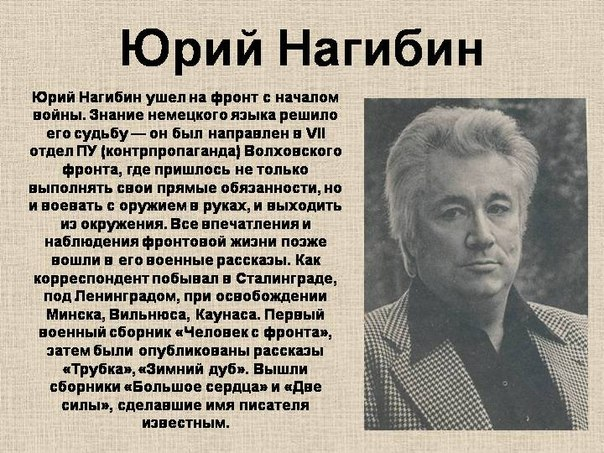 Юрий Нагибин
Юрий Нагибин ушел на фронт с началом
войны. Знание немецкого языка решило
его судьбу — он был направлен в VII
отдел ПУ (контрпропаганда) Волховского
фронта, где пришлось не только
выполнять свои прямые обязанности, но
и воевать с оружием в руках, и выходить
из окружения. Все впечатления и
наблюдения фронтовой жизни позже
вошли в его военные рассказы. Как
корреспондент побывал в Сталинграде,
под Ленинградом, при освобождении
Минска, Вильнюса, Каунаса. Первый
военный сборник «Человек с фронта»,
затем были опубликованы рассказы
«Трубка», «Зимний дуб». Вышли
сборники «Большое сердца» и «Две
силы», сделавшие имя писателя
известным.